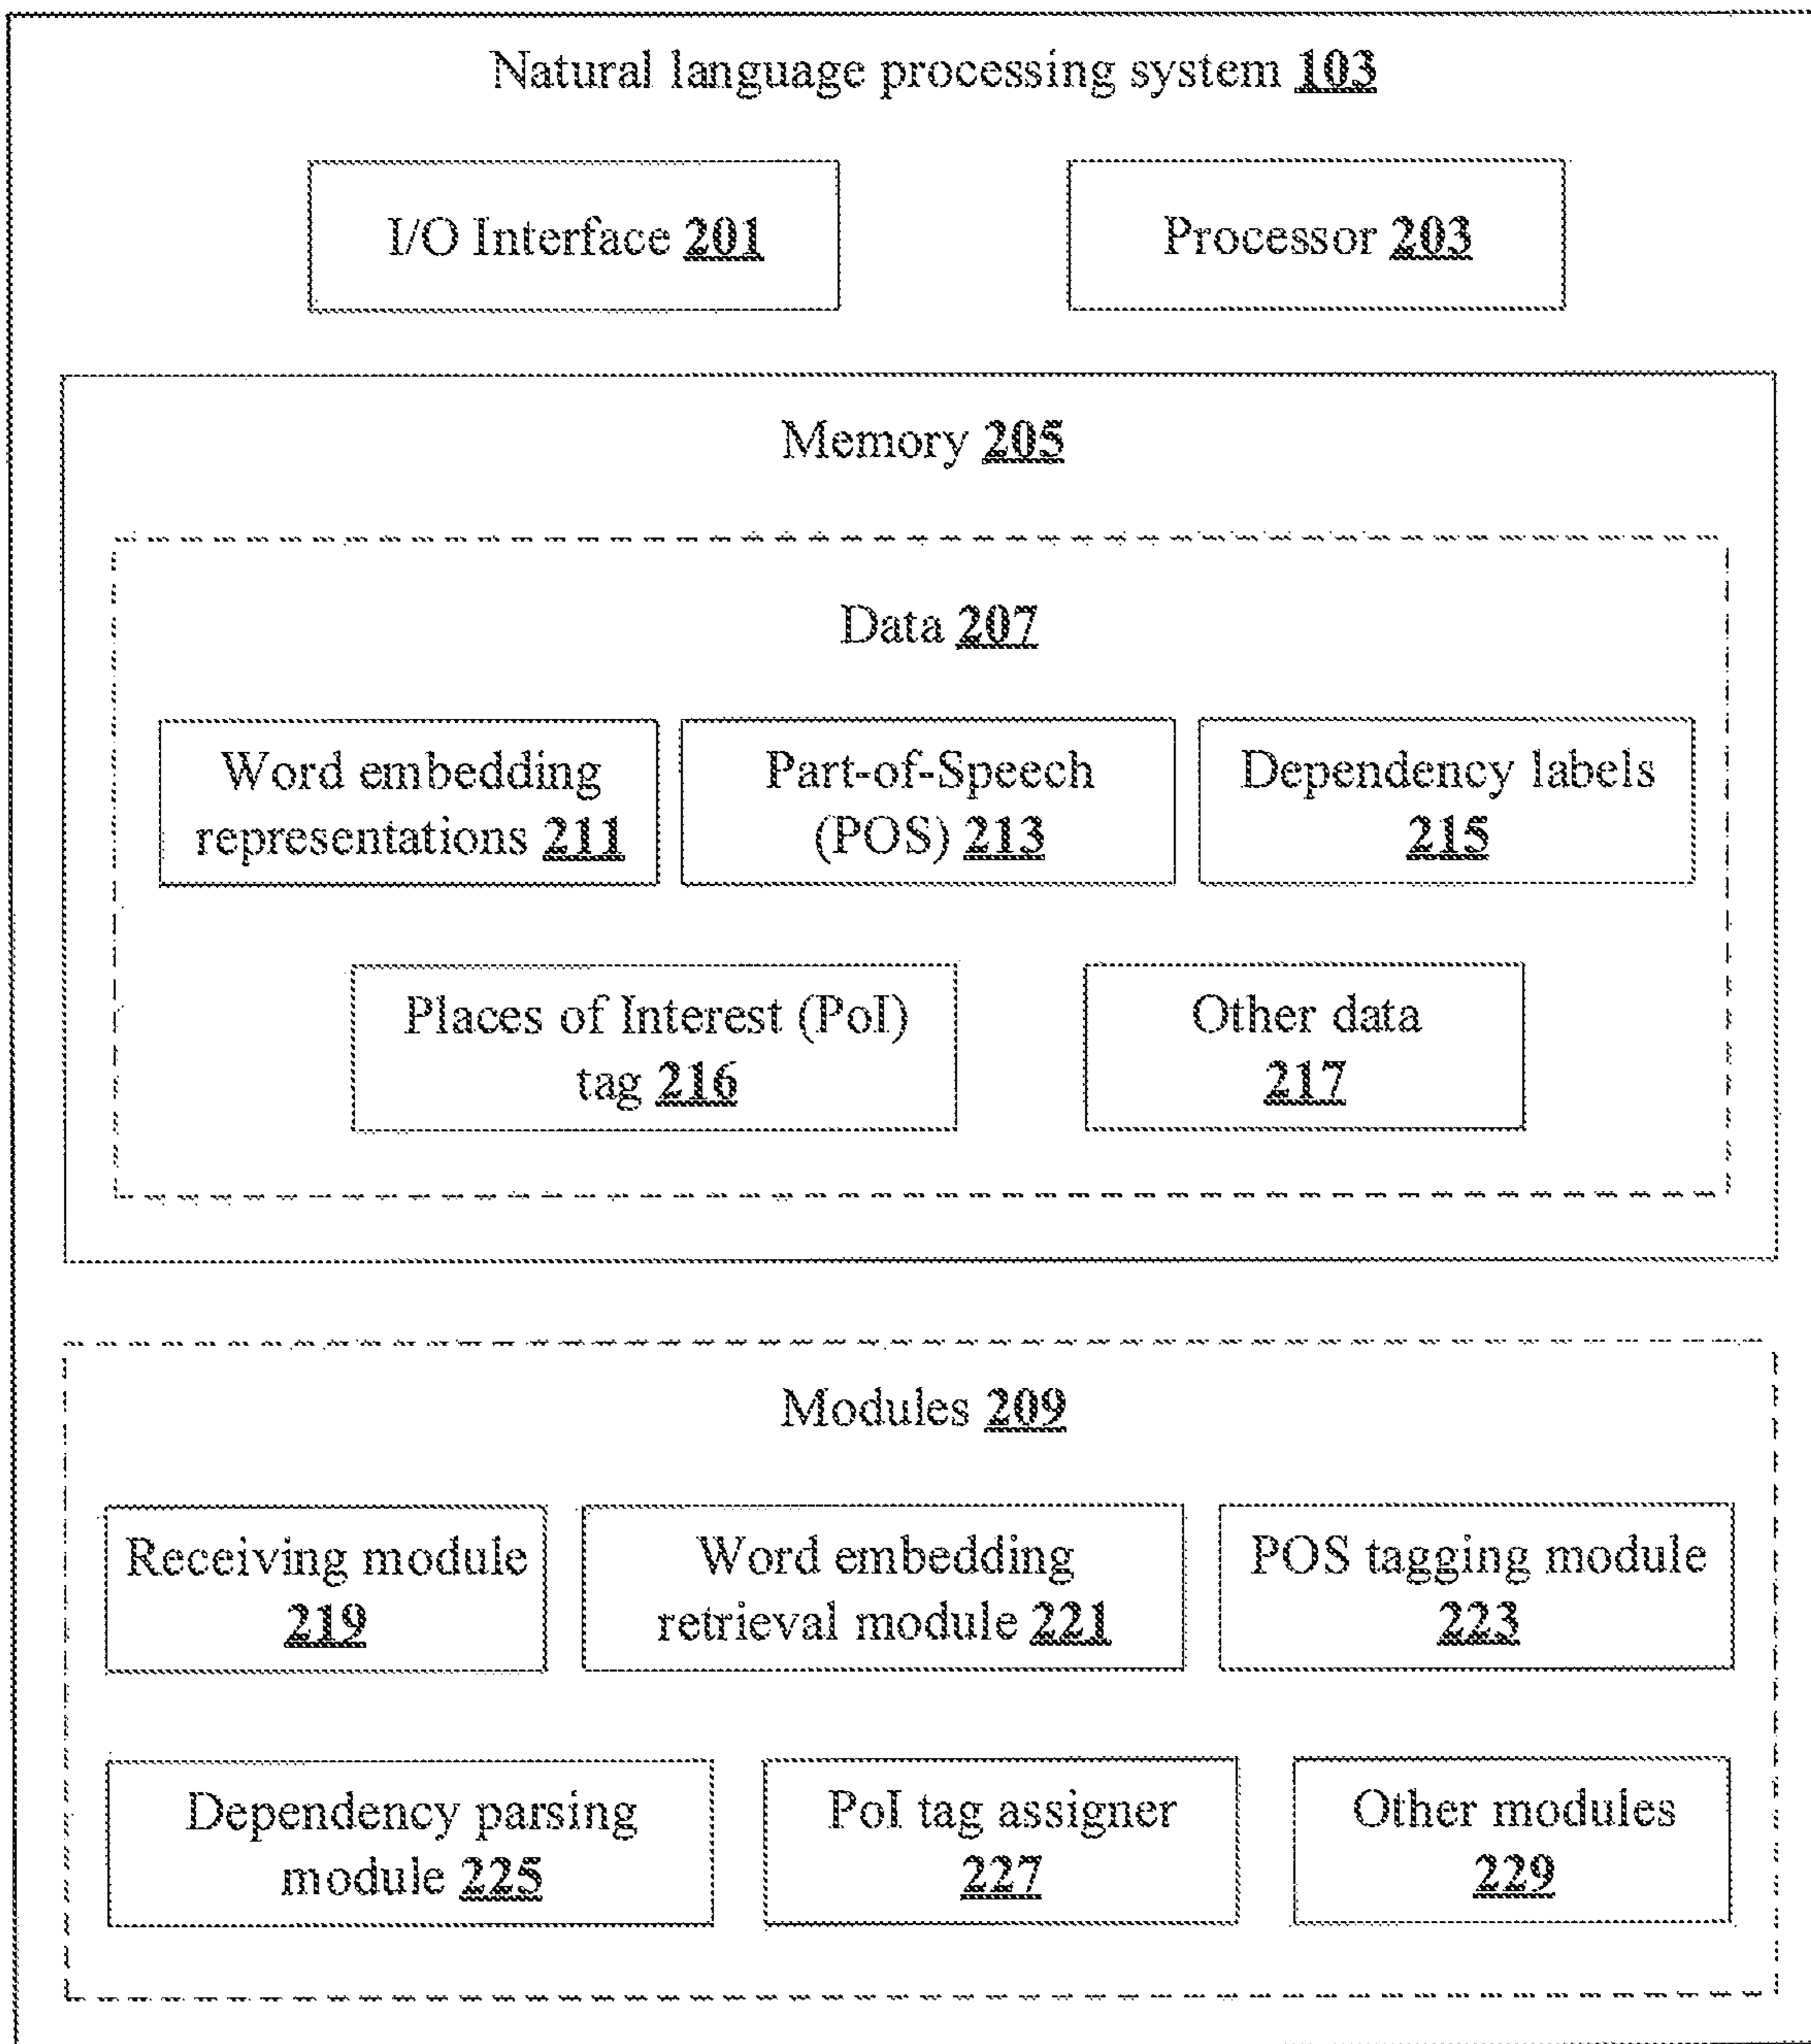 Natural language processing system 103
I/O Interface 201
Processor 203
Memory 205
Data 207
Word embedding
representations 211
Part-of-Speech
(POS) 213
Dependency labels
215
Places of Interest (PoI)
tag 216
Other data
217
Modules 209
Receiving module
219
Word embedding
retrieval module 221
POS tagging module
223
Dependency parsing
module 225
PoI tag assigner
227
Other modules
229